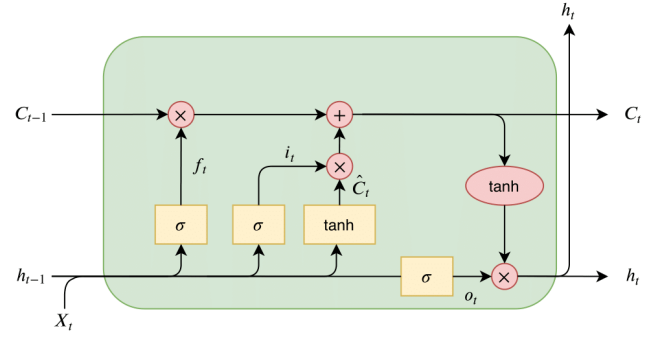 h_t
C_{t-1}
×
+
C_t
f_t
i_t
×
Ĉ_t
tanh
σ
σ
tanh
h_{t-1}
σ
×
h_t
o_t
X_t